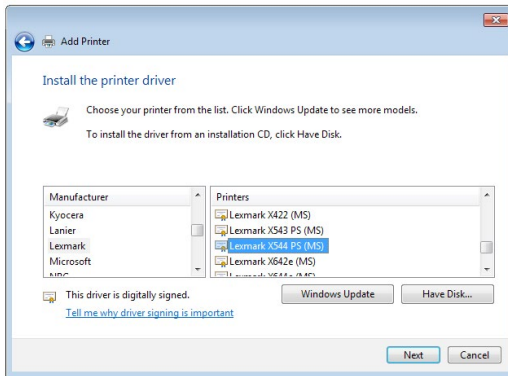 Add Printer
Install the printer driver
Choose your printer from the list. Click Windows Update to see more models.
To install the driver from an installation CD, click Have Disk.
Manufacturer
Kyocera
Lanier
Lexmark
Microsoft
Printers
Lexmark X422 (MS)
Lexmark X543 PS (MS)
Lexmark X544 PS (MS)
Lexmark X642e (MS)
This driver is digitally signed.
Tell me why driver signing is important
Windows Update
Have Disk...
Next
Cancel